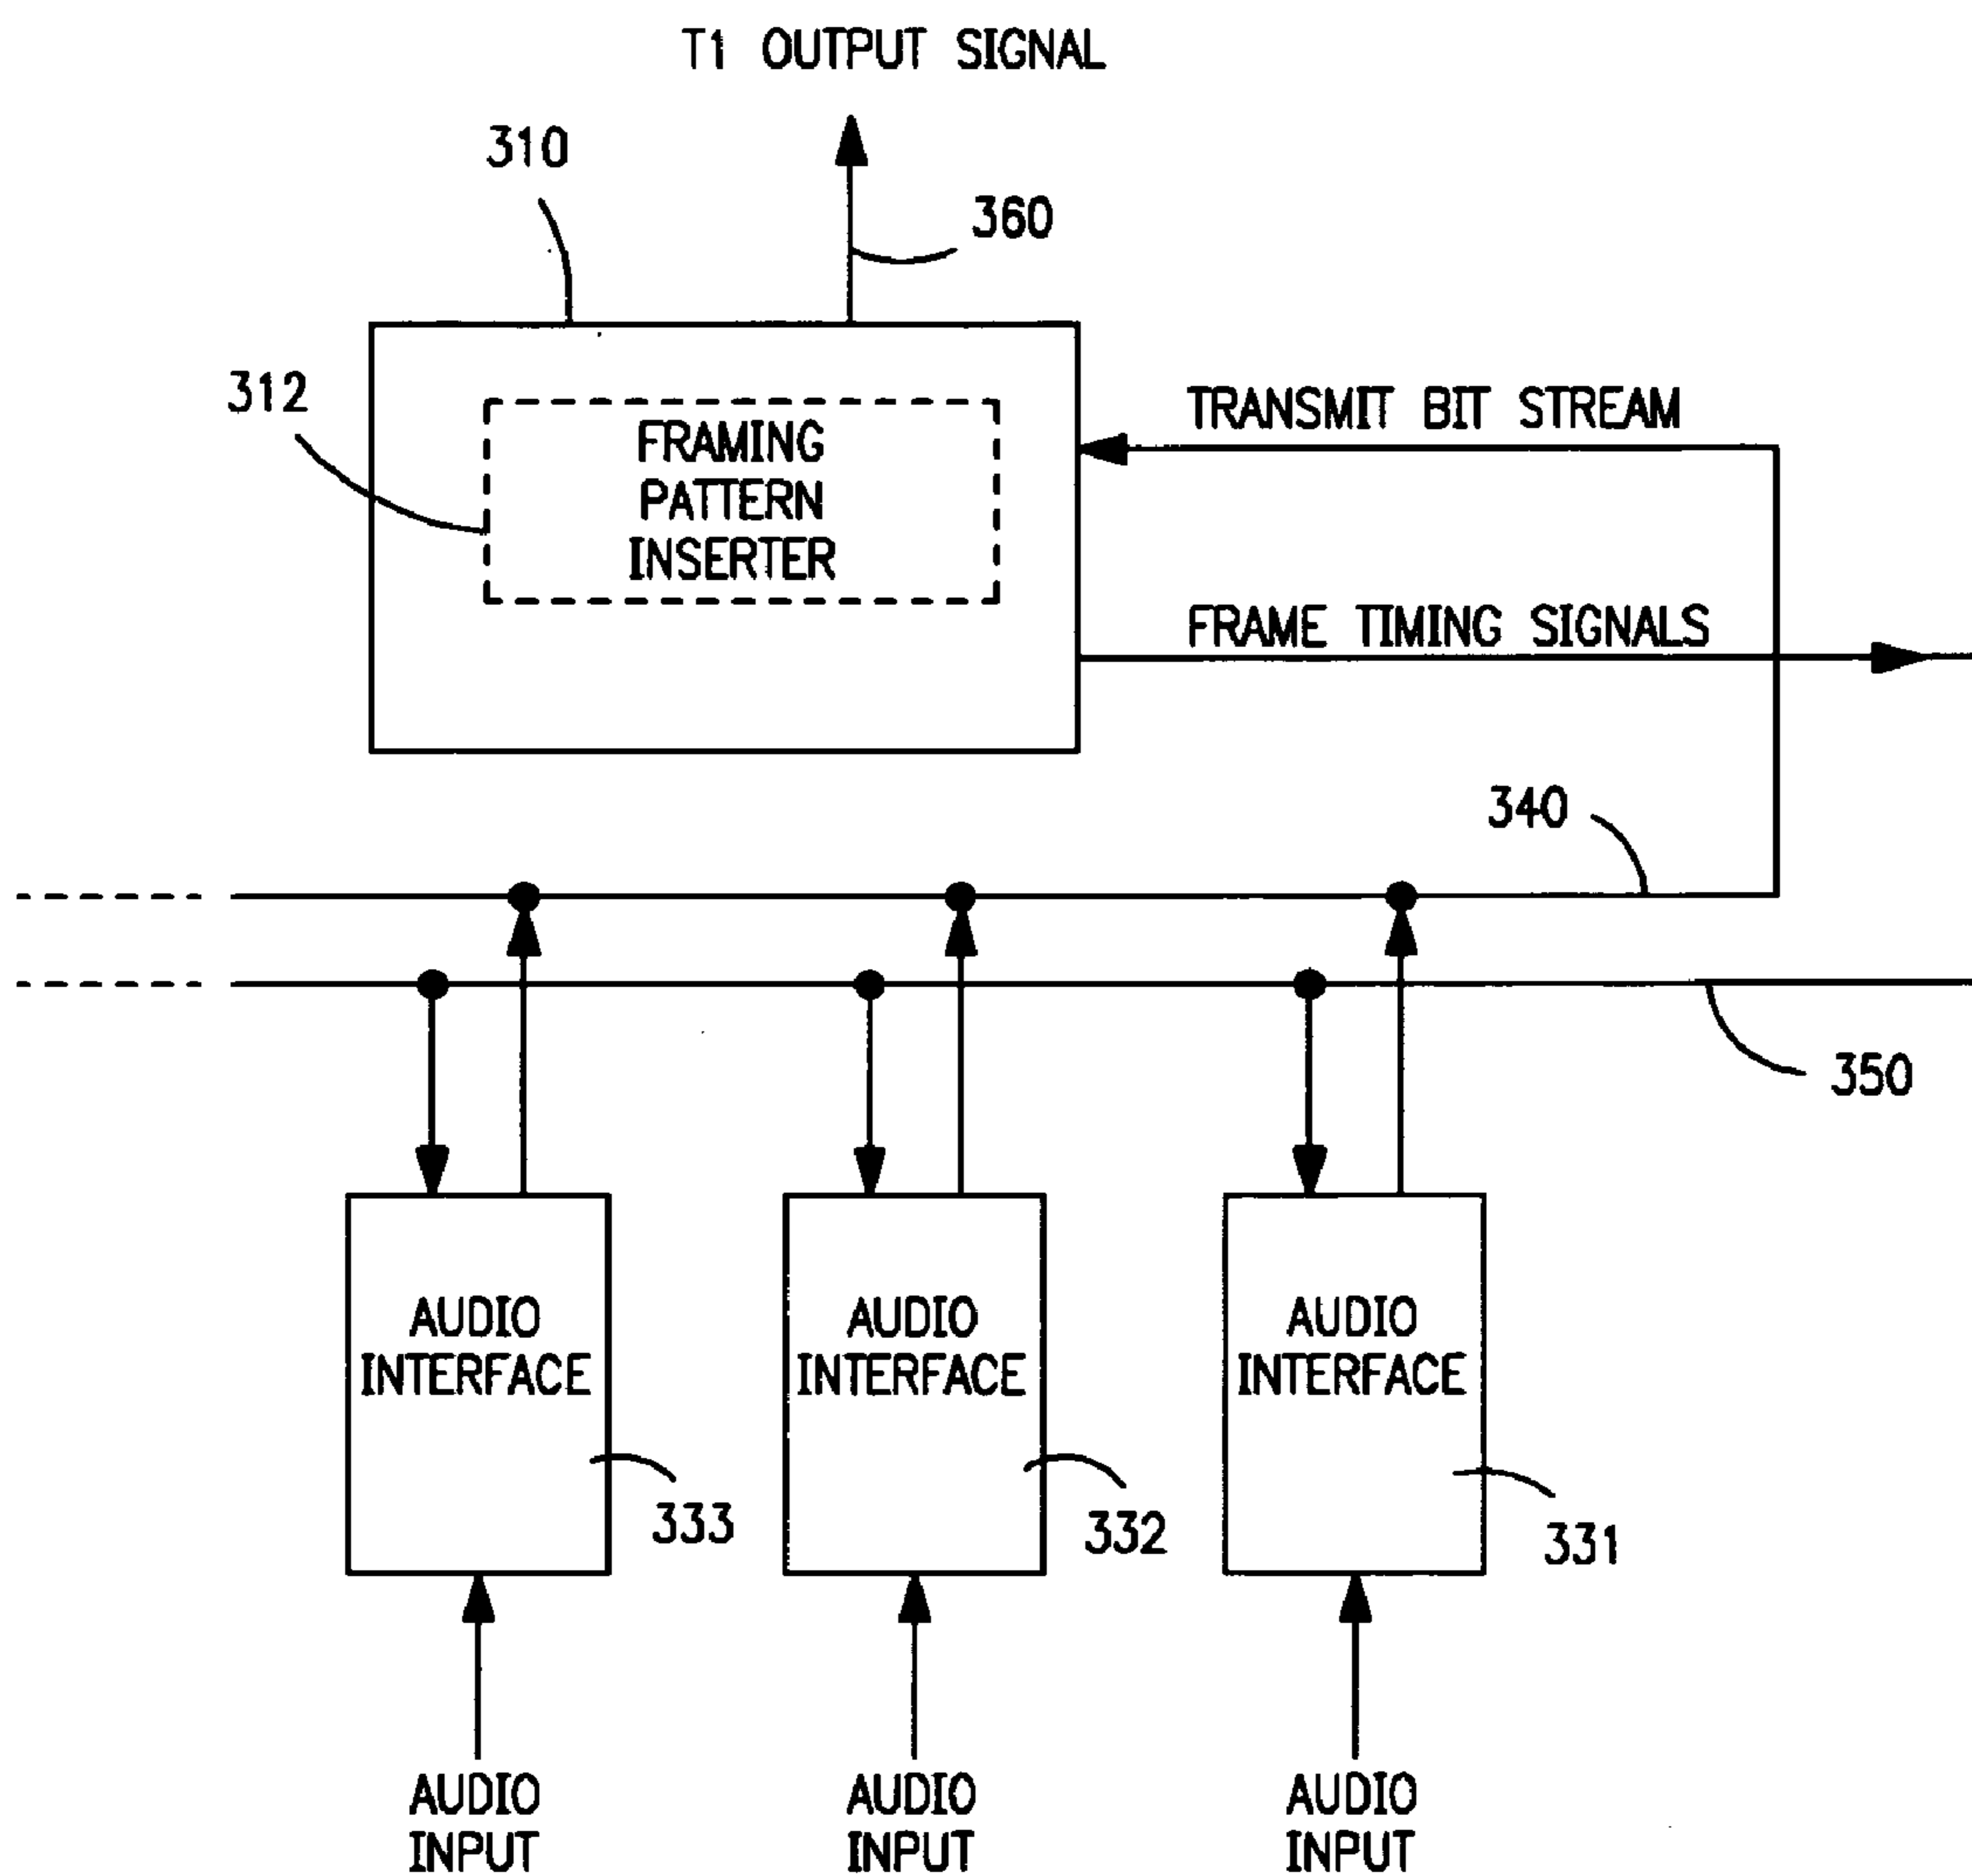 T1 OUTPUT SIGNAL
310
360
312
FRAMING
PATTERN
INSERTER
TRANSMIT BIT STREAM
FRAME TIMING SIGNALS
340
350
AUDIO
INTERFACE
333
AUDIO
INTERFACE
332
AUDIO
INTERFACE
331
AUDIO
INPUT
AUDIO
INPUT
AUDIO
INPUT